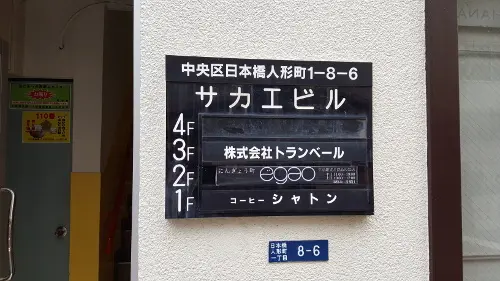 中央区日本橋人形町1-8-6
サカエビル
4F
3F 株式会社トランベール
2F にんぎょう町 egao
1F コーヒー シャトン
日本橋
人形町
一丁目
8-6
110番